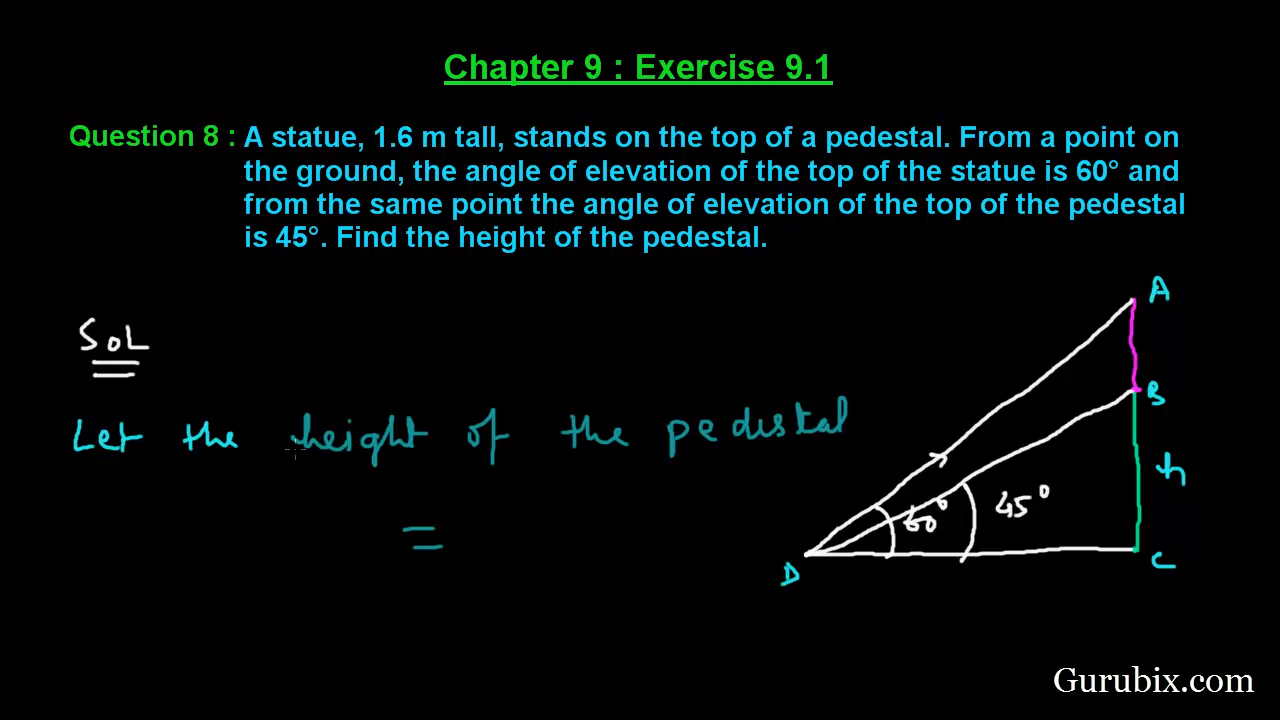 Chapter 9 : Exercise 9.1
Question 8 : A statue, 1.6 m tall, stands on the top of a pedestal. From a point on
the ground, the angle of elevation of the top of the statue is 60° and
from the same point the angle of elevation of the top of the pedestal
is 45°. Find the height of the pedestal.
SOL
Let the height of the pedistal
=
A
B
h
60°
45°
D
C
Gurubix.com